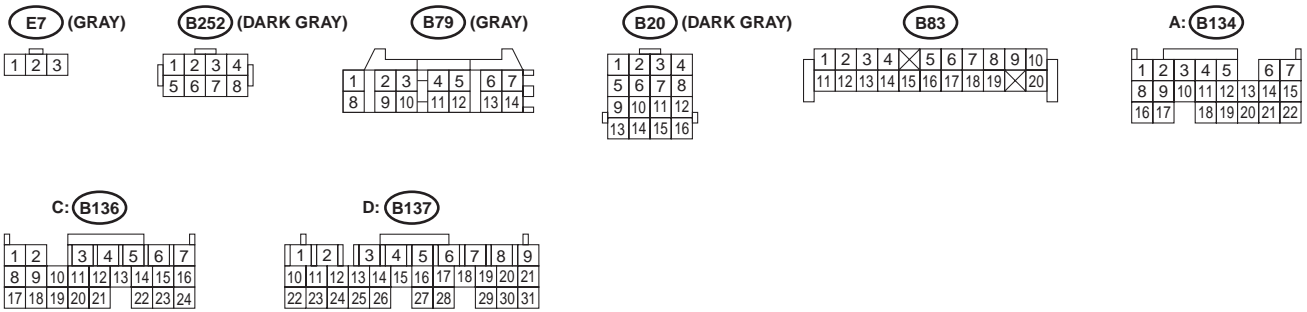 E7 (GRAY) B252 (DARK GRAY) B79 (GRAY) B20 (DARK GRAY) B83 A: B134
1 2 3
1 2 3 4
5 6 7 8
1 2 3 4 5 6 7
8 9 10 11 12 13 14
1 2 3 4
5 6 7 8
9 10 11 12
13 14 15 16
1 2 3 4 5 6 7 8 9 10
11 12 13 14 15 16 17 18 19 20
1 2 3 4 5 6 7
8 9 10 11 12 13 14 15
16 17 18 19 20 21 22
C: B136 D: B137
1 2 3 4 5 6 7
8 9 10 11 12 13 14 15 16
17 18 19 20 21 22 23 24
1 2 3 4 5 6 7 8 9
10 11 12 13 14 15 16 17 18 19 20 21
22 23 24 25 26 27 28 29 30 31